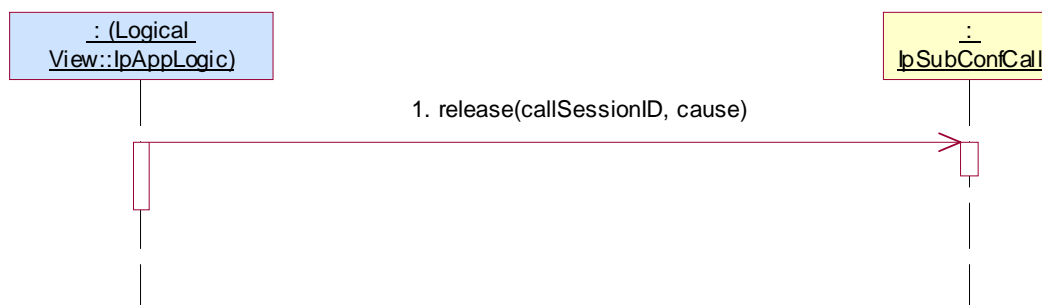 : (Logical
View::IpAppLogic)
:
IpSubConfCall
1. release(callSessionID, cause)